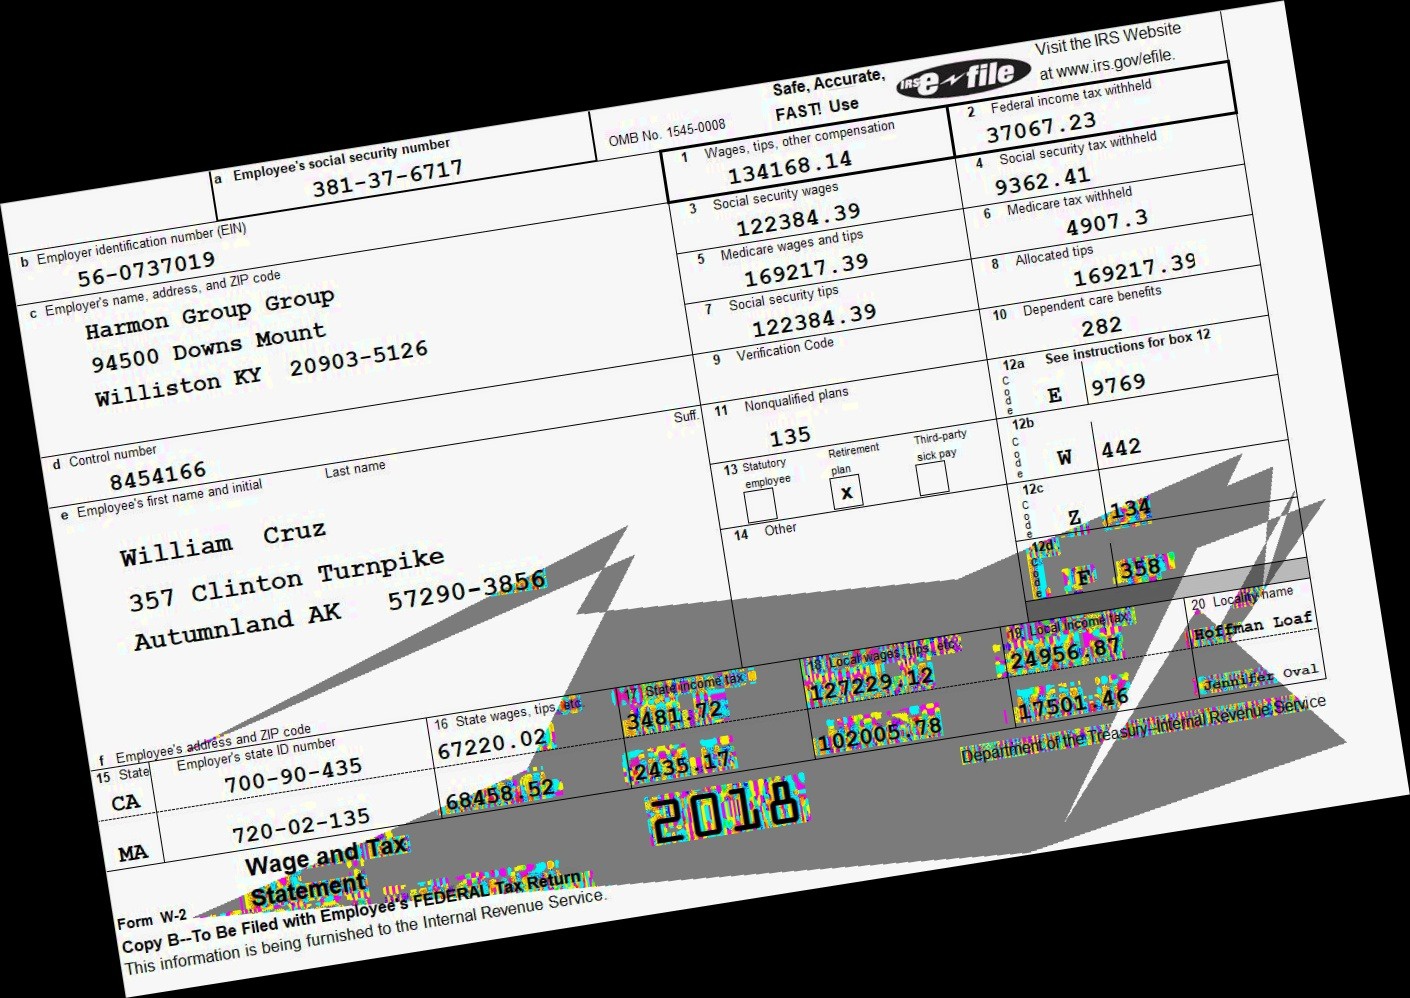 a Employee's social security number
381-37-6717
OMB No. 1545-0008
Safe, Accurate,
FAST! Use
IRS e-file
Visit the IRS Website
at www.irs.gov/efile.
b Employer identification number (EIN)
56-0737019
1 Wages, tips, other compensation
134168.14
2 Federal income tax withheld
37067.23
c Employer's name, address, and ZIP code
Harmon Group Group
94500 Downs Mount
Williston KY 20903-5126
3 Social security wages
122384.39
4 Social security tax withheld
9362.41
5 Medicare wages and tips
169217.39
6 Medicare tax withheld
4907.3
7 Social security tips
122384.39
8 Allocated tips
169217.39
d Control number
8454166
9 Verification Code
10 Dependent care benefits
282
e Employee's first name and initial
Last name
Suff.
William Cruz
357 Clinton Turnpike
Autumnland AK 57290-3856
11 Nonqualified plans
135
12a See instructions for box 12
Code
E 9769
13 Statutory employee
Retirement plan
x
Third-party sick pay
12b
Code
W 442
14 Other
12c
Code
Z 134
12d
Code
F 358
f Employee's address and ZIP code
15 State
Employer's state ID number
16 State wages, tips, etc.
17 State income tax
18 Local wages, tips, etc.
19 Local income tax
20 Locality name
CA 700-90-435 67220.02 3481.72 127229.12 24956.87 Hoffman Loaf
MA 720-02-135 68458.52 2435.17 102005.78 17501.46 Jennifer Oval
Form W-2
Wage and Tax
Statement
2018
Department of the Treasury--Internal Revenue Service
Copy B--To Be Filed with Employee's FEDERAL Tax Return
This information is being furnished to the Internal Revenue Service.